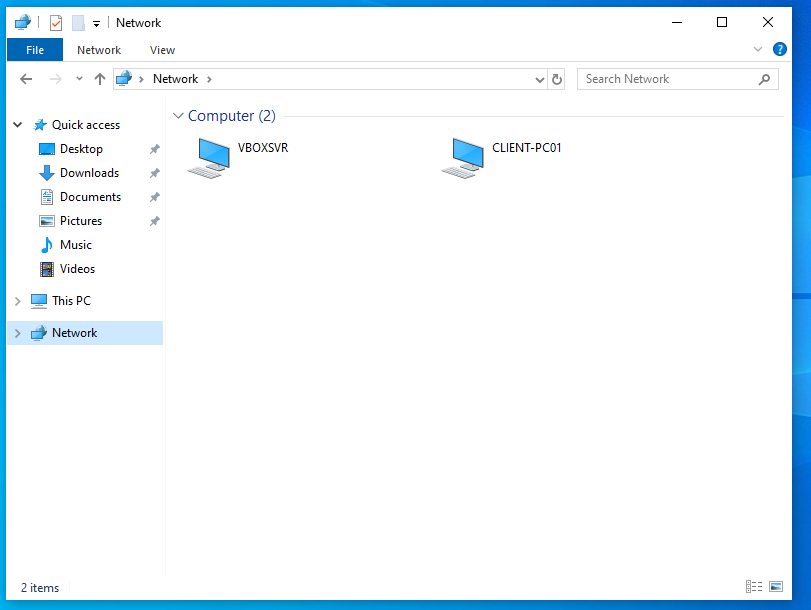 Network
File Network View
Network
Search Network
Quick access
Desktop
Downloads
Documents
Pictures
Music
Videos
This PC
Network
Computer (2)
VBOXSVR
CLIENT-PC01
2 items